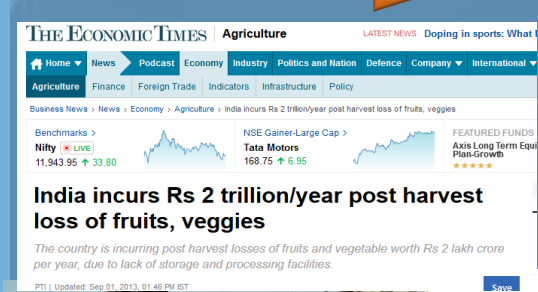 THE ECONOMIC TIMES | Agriculture
LATEST NEWS Doping in sports: What
Home ▼ News Podcast Economy Industry Politics and Nation Defence Company ▼ International ▼
Agriculture Finance Foreign Trade Indicators Infrastructure Policy
Business News › News › Economy › Agriculture › India incurs Rs 2 trillion/year post harvest loss of fruits, veggies
Benchmarks >
Nifty LIVE
11,943.95 ↑ 33.80
NSE Gainer-Large Cap >
Tata Motors
168.75 ↑ 6.95
FEATURED FUNDS
Axis Long Term Equi
Plan-Growth
★★★★★
India incurs Rs 2 trillion/year post harvest
loss of fruits, veggies
The country is incurring post harvest losses of fruits and vegetable worth Rs 2 lakh crore
per year, due to lack of storage and processing facilities.
PTI | Updated: Sep 01, 2013, 01.46 PM IST
Save